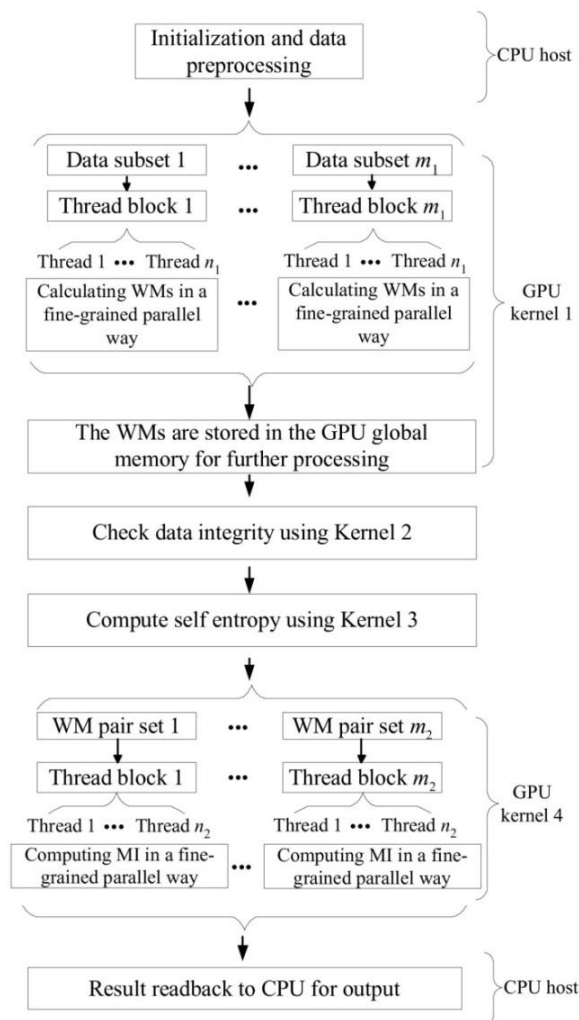 Initialization and data
preprocessing
CPU host
Data subset 1 ... Data subset m₁
Thread block 1 ... Thread block m₁
Thread 1 ... Thread n₁ Thread 1 ... Thread n₁
Calculating WMs in a
fine-grained parallel
way
...
Calculating WMs in a
fine-grained parallel
way
GPU
kernel 1
The WMs are stored in the GPU global
memory for further processing
Check data integrity using Kernel 2
Compute self entropy using Kernel 3
WM pair set 1 ... WM pair set m₂
Thread block 1 ... Thread block m₂
Thread 1 ... Thread n₂ Thread 1 ... Thread n₂
Computing MI in a fine-
grained parallel way
...
Computing MI in a fine-
grained parallel way
GPU
kernel 4
Result readback to CPU for output
CPU host